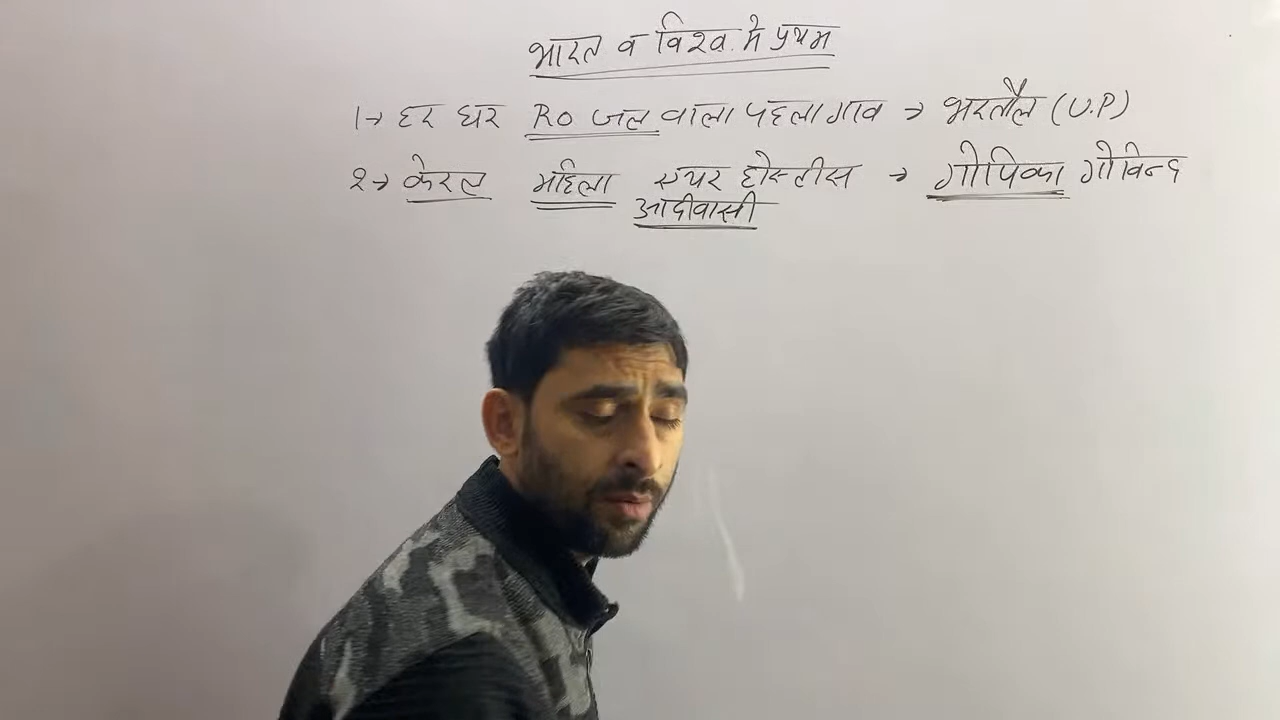 भारत व विश्व में प्रथम
1→ हर घर Ro जल वाला पहला गाव → भरतौल (U.P)
2→ केरल महिला एयर होस्टीस → गोपिका गोविन्द
आदीवासी